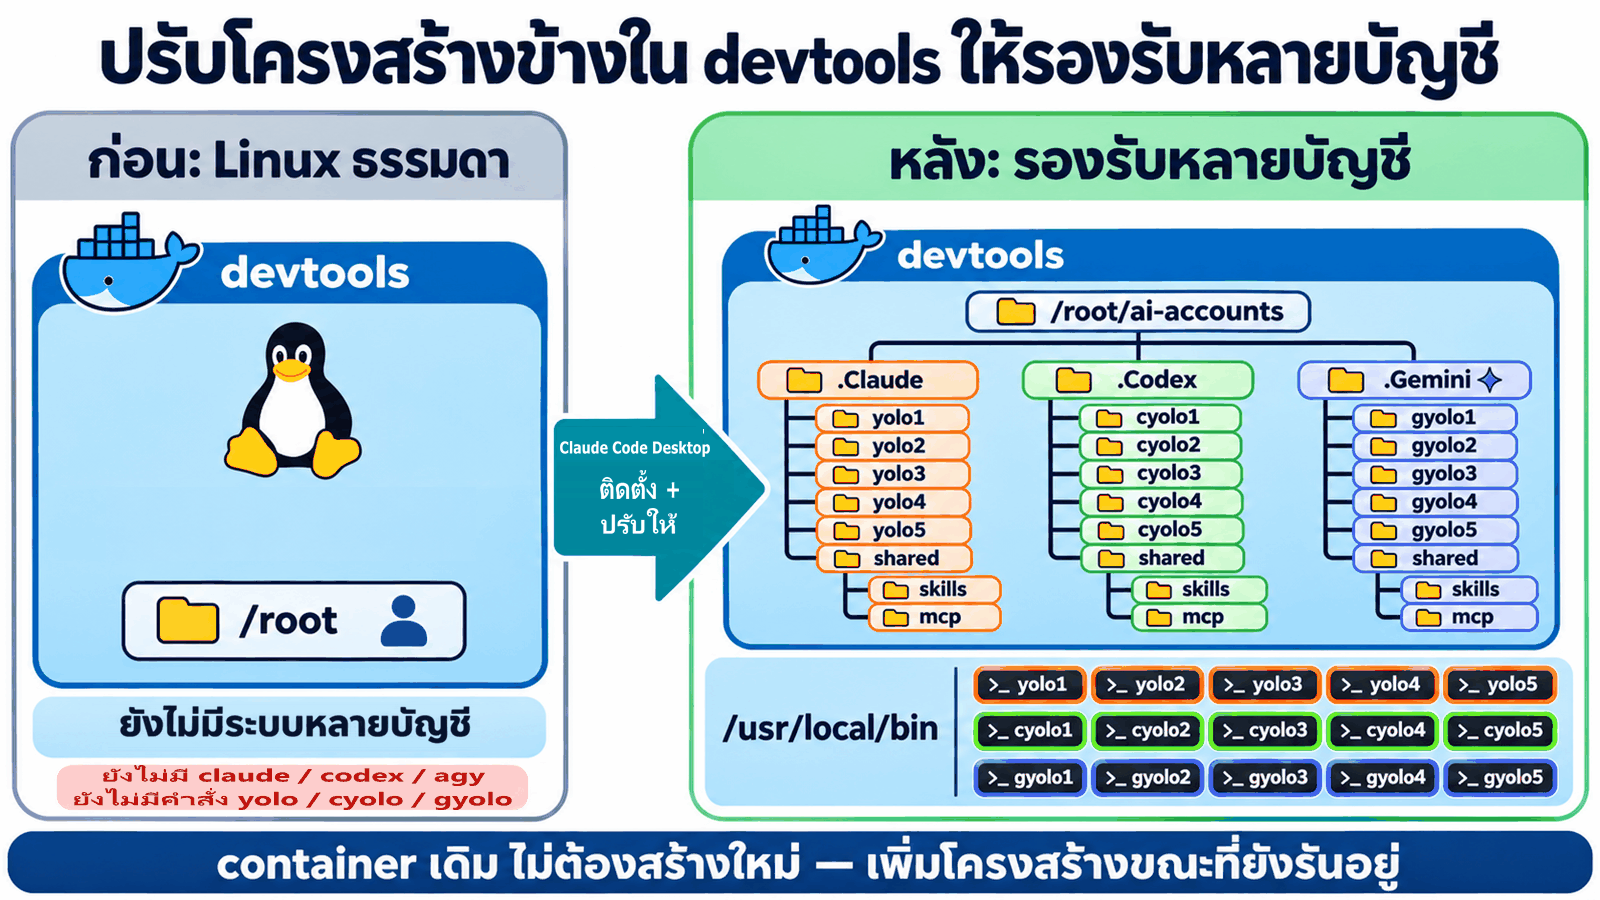 ปรับโครงสร้างข้างใน devtools ให้รองรับหลายบัญชี
ก่อน: Linux ธรรมดา
devtools
/root
ยังไม่มีระบบหลายบัญชี
ยังไม่มี claude / codex / agy
ยังไม่มีคำสั่ง yolo / cyolo / gyolo
Claude Code Desktop
ติดตั้ง +
ปรับให้
หลัง: รองรับหลายบัญชี
devtools
/root/ai-accounts
.Claude
yolo1
yolo2
yolo3
yolo4
yolo5
shared
skills
mcp
.Codex
cyolo1
cyolo2
cyolo3
cyolo4
cyolo5
shared
skills
mcp
.Gemini
gyolo1
gyolo2
gyolo3
gyolo4
gyolo5
shared
skills
mcp
/usr/local/bin
>_ yolo1 >_ yolo2 >_ yolo3 >_ yolo4 >_ yolo5
>_ cyolo1 >_ cyolo2 >_ cyolo3 >_ cyolo4 >_ cyolo5
>_ gyolo1 >_ gyolo2 >_ gyolo3 >_ gyolo4 >_ gyolo5
container เดิม ไม่ต้องสร้างใหม่ — เพิ่มโครงสร้างขณะที่ยังรันอยู่